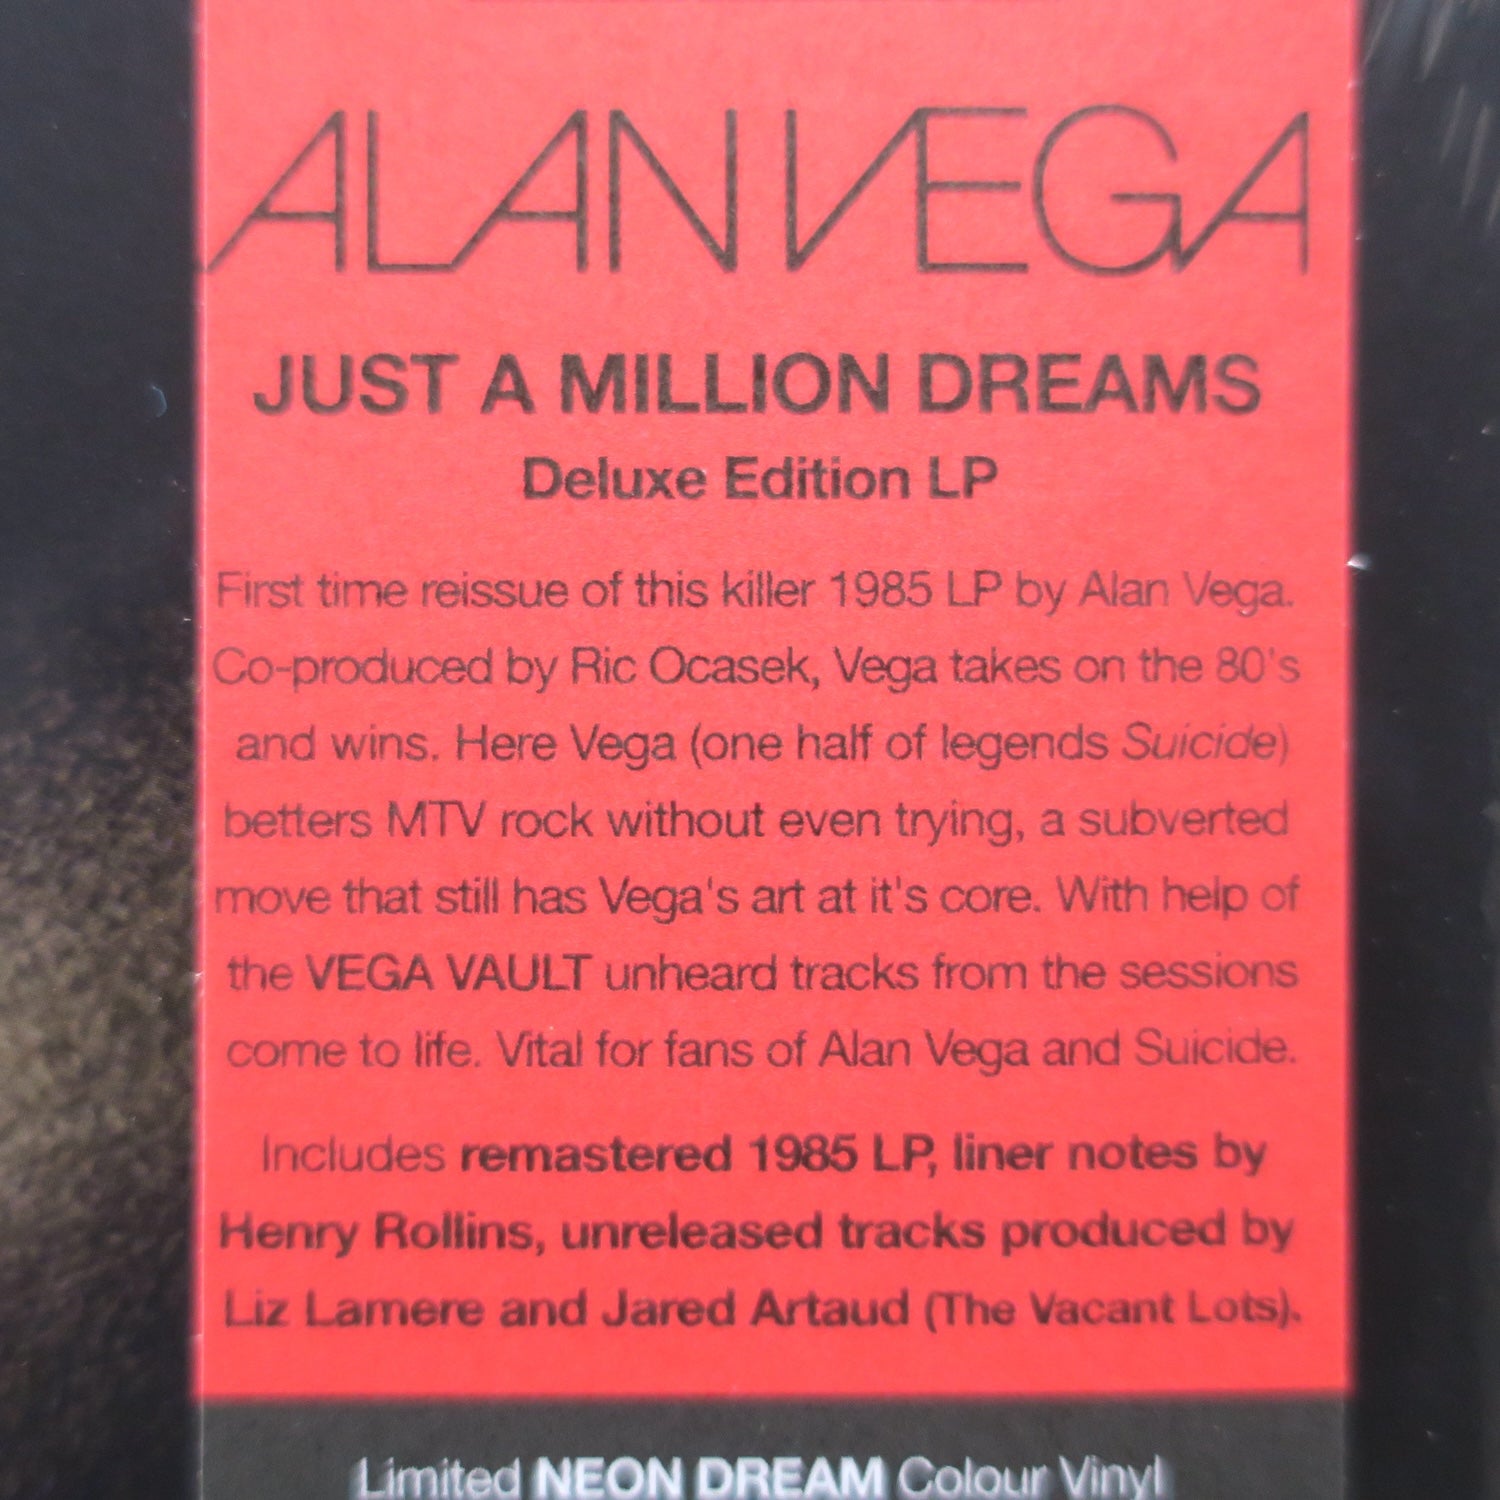 ALAN VEGA
JUST A MILLION DREAMS
Deluxe Edition LP
First time reissue of this killer 1985 LP by Alan Vega.
Co-produced by Ric Ocasek, Vega takes on the 80's
and wins. Here Vega (one half of legends Suicide)
betters MTV rock without even trying, a subverted
move that still has Vega's art at it's core. With help of
the VEGA VAULT unheard tracks from the sessions
come to life. Vital for fans of Alan Vega and Suicide.
Includes remastered 1985 LP, liner notes by
Henry Rollins, unreleased tracks produced by
Liz Lamere and Jared Artaud (The Vacant Lots).
Limited NEON DREAM Colour Vinyl